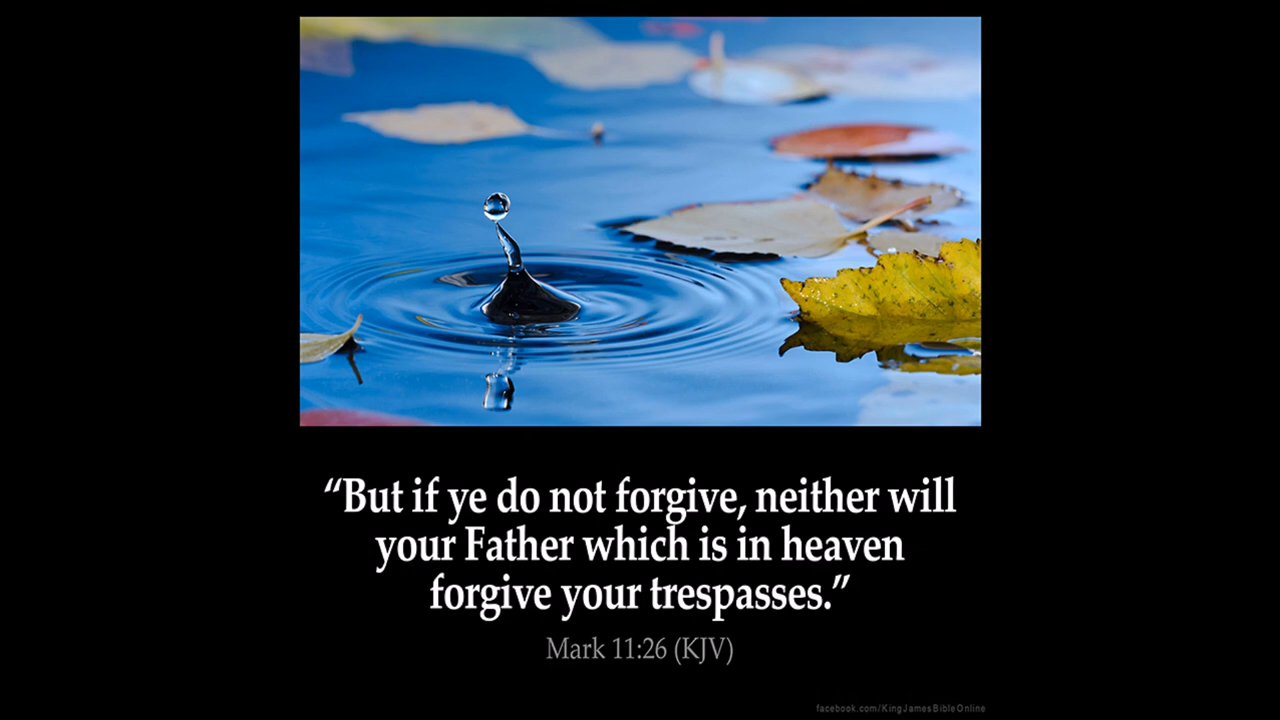 “But if ye do not forgive, neither will
your Father which is in heaven
forgive your trespasses.”
Mark 11:26 (KJV)
facebook.com/KingJamesBibleOnline